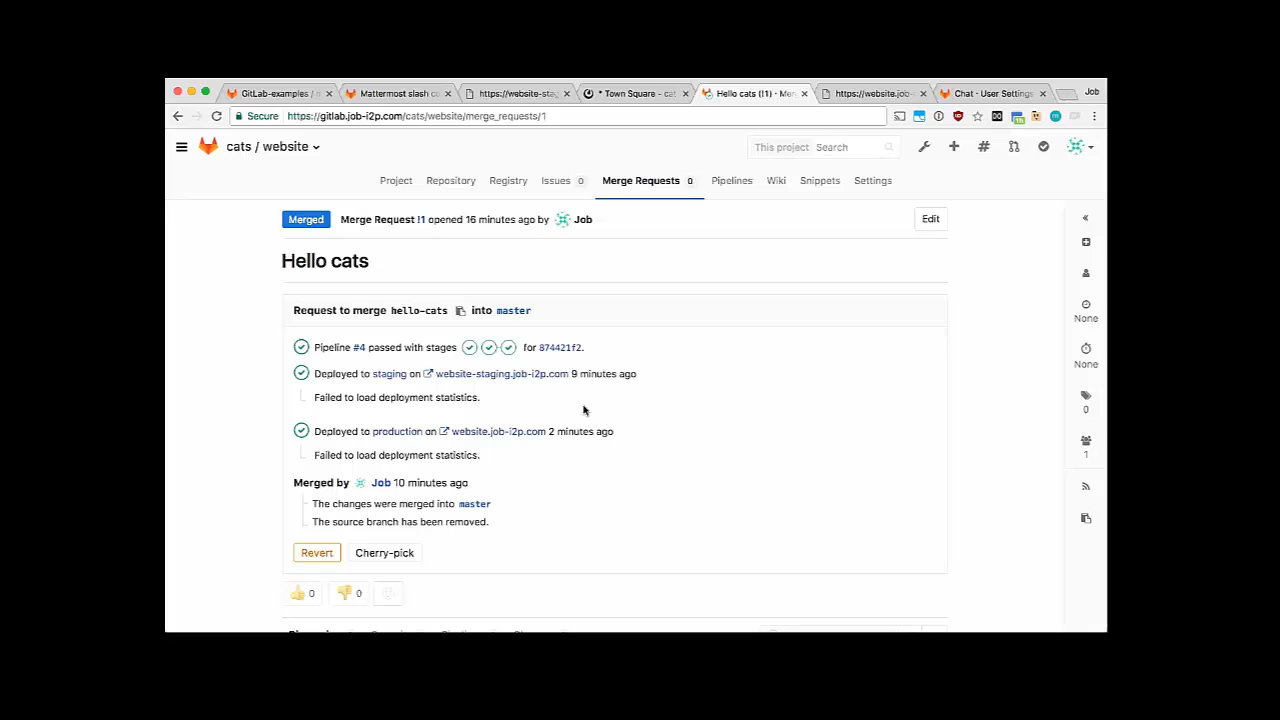 GitLab-examples / r
Mattermost slash co
https://website-sta
* Town Square - cat
Hello cats (!1) · Me
https://website.job-
Chat · User Settings
Job
Secure https://gitlab.job-i2p.com/cats/website/merge_requests/1
cats / website
This project Search
Project Repository Registry Issues 0 Merge Requests 0 Pipelines Wiki Snippets Settings
Merged Merge Request !1 opened 16 minutes ago by Job Edit
Hello cats
Request to merge hello-cats into master
Pipeline #4 passed with stages for 874421f2.
Deployed to staging on website-staging.job-i2p.com 9 minutes ago
Failed to load deployment statistics.
Deployed to production on website.job-i2p.com 2 minutes ago
Failed to load deployment statistics.
Merged by Job 10 minutes ago
The changes were merged into master
The source branch has been removed.
Revert Cherry-pick
0 0
None
None
0
1